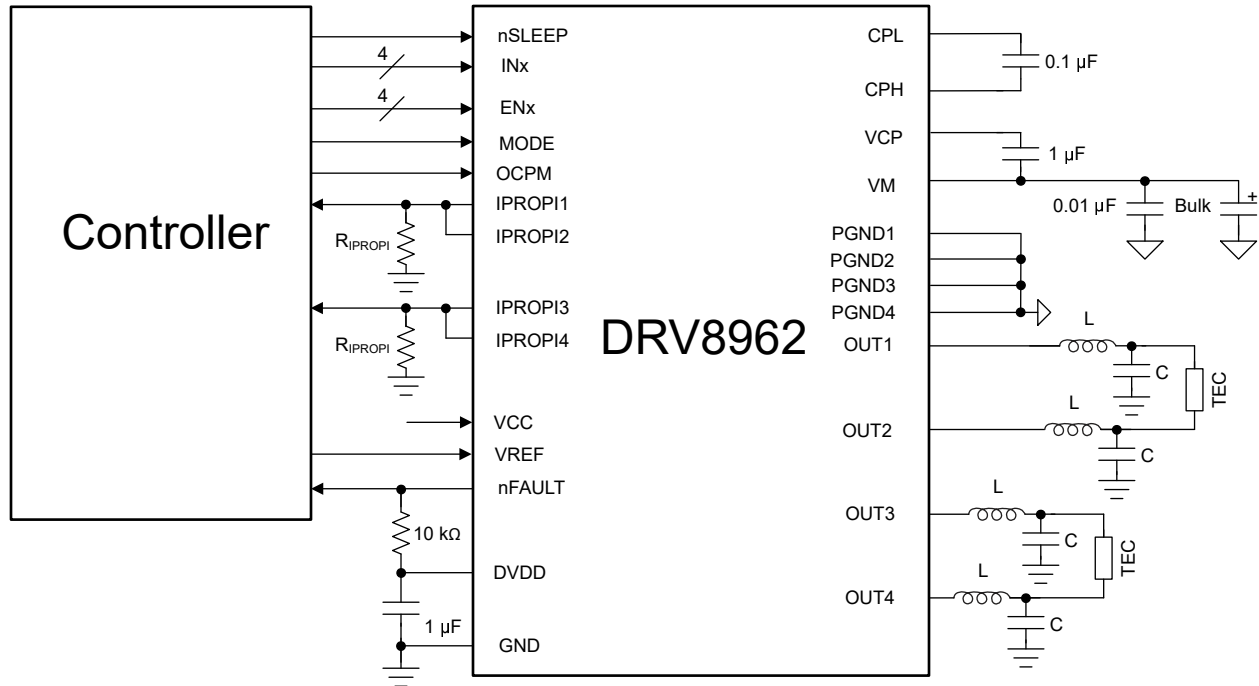 Controller
DRV8962
nSLEEP
4
INx
4
ENx
MODE
OCPM
IPROPI1
IPROPI2
RIPROPI
IPROPI3
IPROPI4
RIPROPI
VCC
VREF
nFAULT
10 kΩ
DVDD
1 µF
GND
CPL
0.1 µF
CPH
VCP
1 µF
VM
0.01 µF
Bulk
+
PGND1
PGND2
PGND3
PGND4
OUT1
L
C
TEC
OUT2
L
C
OUT3
L
C
TEC
OUT4
L
C